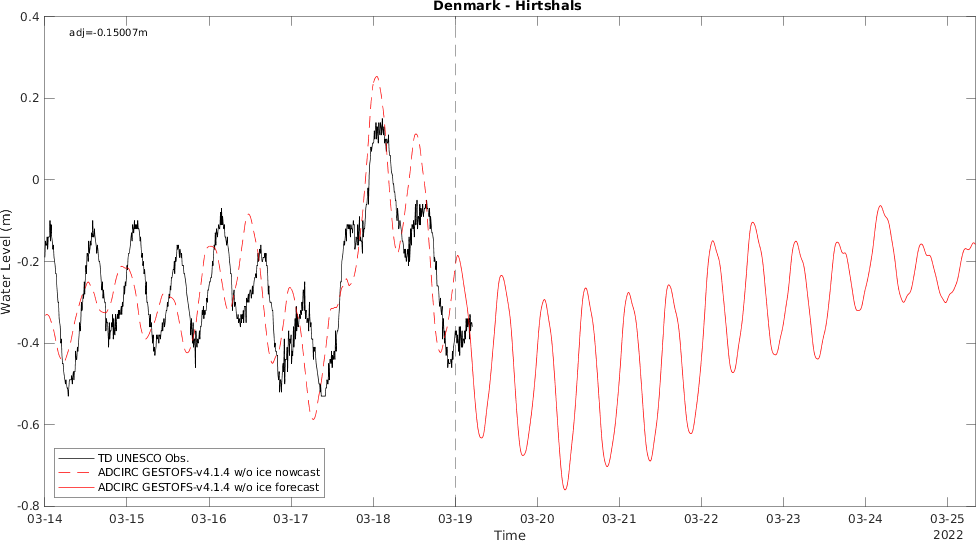 Denmark - Hirtshals
adj=-0.15007m
Water Level (m)
0.4
0.2
0
-0.2
-0.4
-0.6
-0.8
TD UNESCO Obs.
ADCIRC GESTOFS-v4.1.4 w/o ice nowcast
ADCIRC GESTOFS-v4.1.4 w/o ice forecast
03-14 03-15 03-16 03-17 03-18 03-19 03-20 03-21 03-22 03-23 03-24 03-25
Time
2022